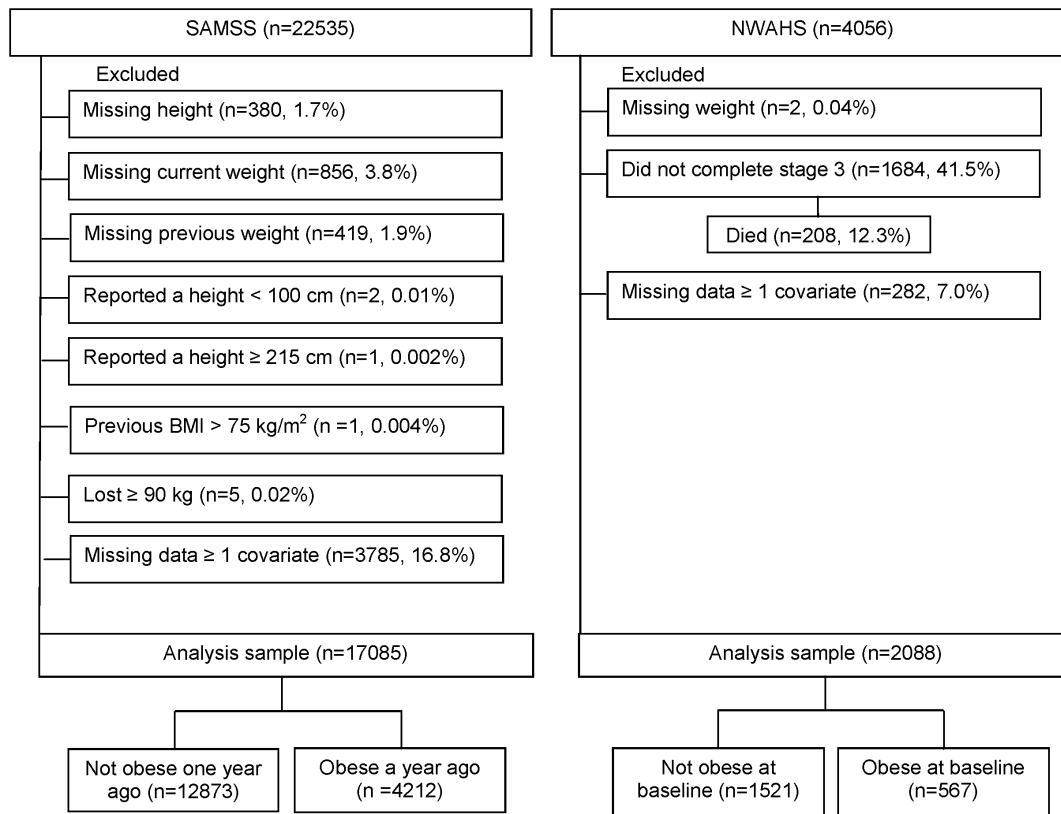 SAMSS (n=22535)
Excluded
Missing height (n=380, 1.7%)
Missing current weight (n=856, 3.8%)
Missing previous weight (n=419, 1.9%)
Reported a height < 100 cm (n=2, 0.01%)
Reported a height ≥ 215 cm (n=1, 0.002%)
Previous BMI > 75 kg/m² (n =1, 0.004%)
Lost ≥ 90 kg (n=5, 0.02%)
Missing data ≥ 1 covariate (n=3785, 16.8%)
Analysis sample (n=17085)
Not obese one year
ago (n=12873)
Obese a year ago
(n =4212)
NWAHS (n=4056)
Excluded
Missing weight (n=2, 0.04%)
Did not complete stage 3 (n=1684, 41.5%)
Died (n=208, 12.3%)
Missing data ≥ 1 covariate (n=282, 7.0%)
Analysis sample (n=2088)
Not obese at
baseline (n=1521)
Obese at baseline
(n=567)